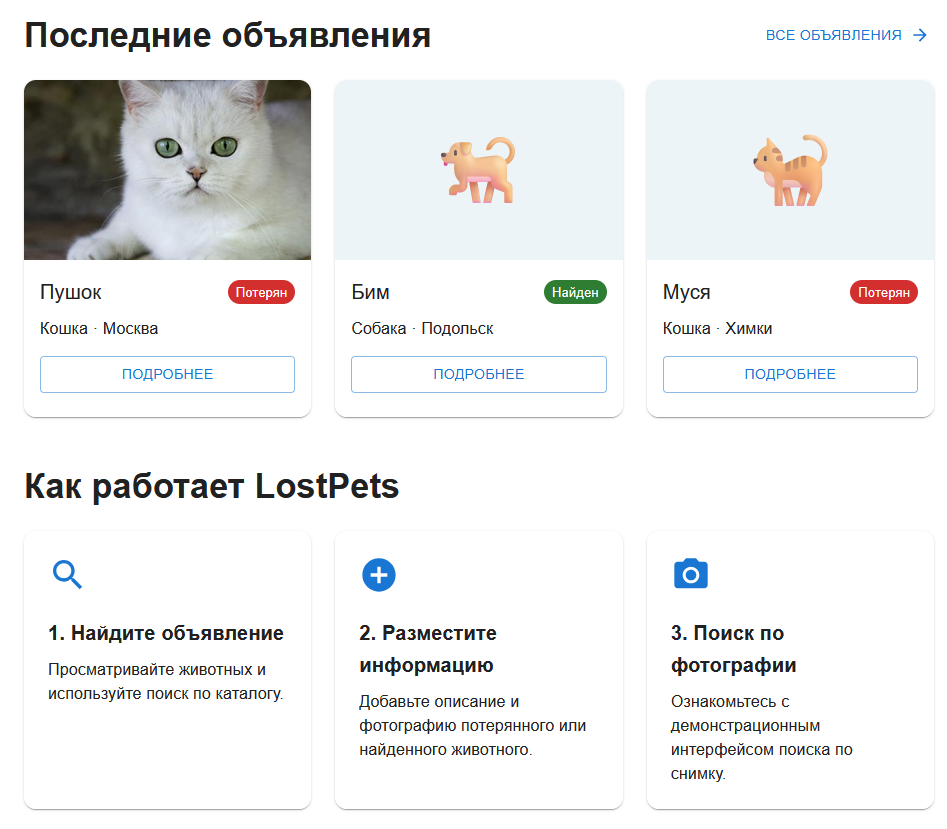 Последние объявления
ВСЕ ОБЪЯВЛЕНИЯ
Пушок
Потерян
Кошка · Москва
ПОДРОБНЕЕ
Бим
Найден
Собака · Подольск
ПОДРОБНЕЕ
Муся
Потерян
Кошка · Химки
ПОДРОБНЕЕ
Как работает LostPets
1. Найдите объявление
Просматривайте животных и
используйте поиск по каталогу.
2. Разместите
информацию
Добавьте описание и
фотографию потерянного или
найденного животного.
3. Поиск по
фотографии
Ознакомьтесь с
демонстрационным
интерфейсом поиска по
снимку.